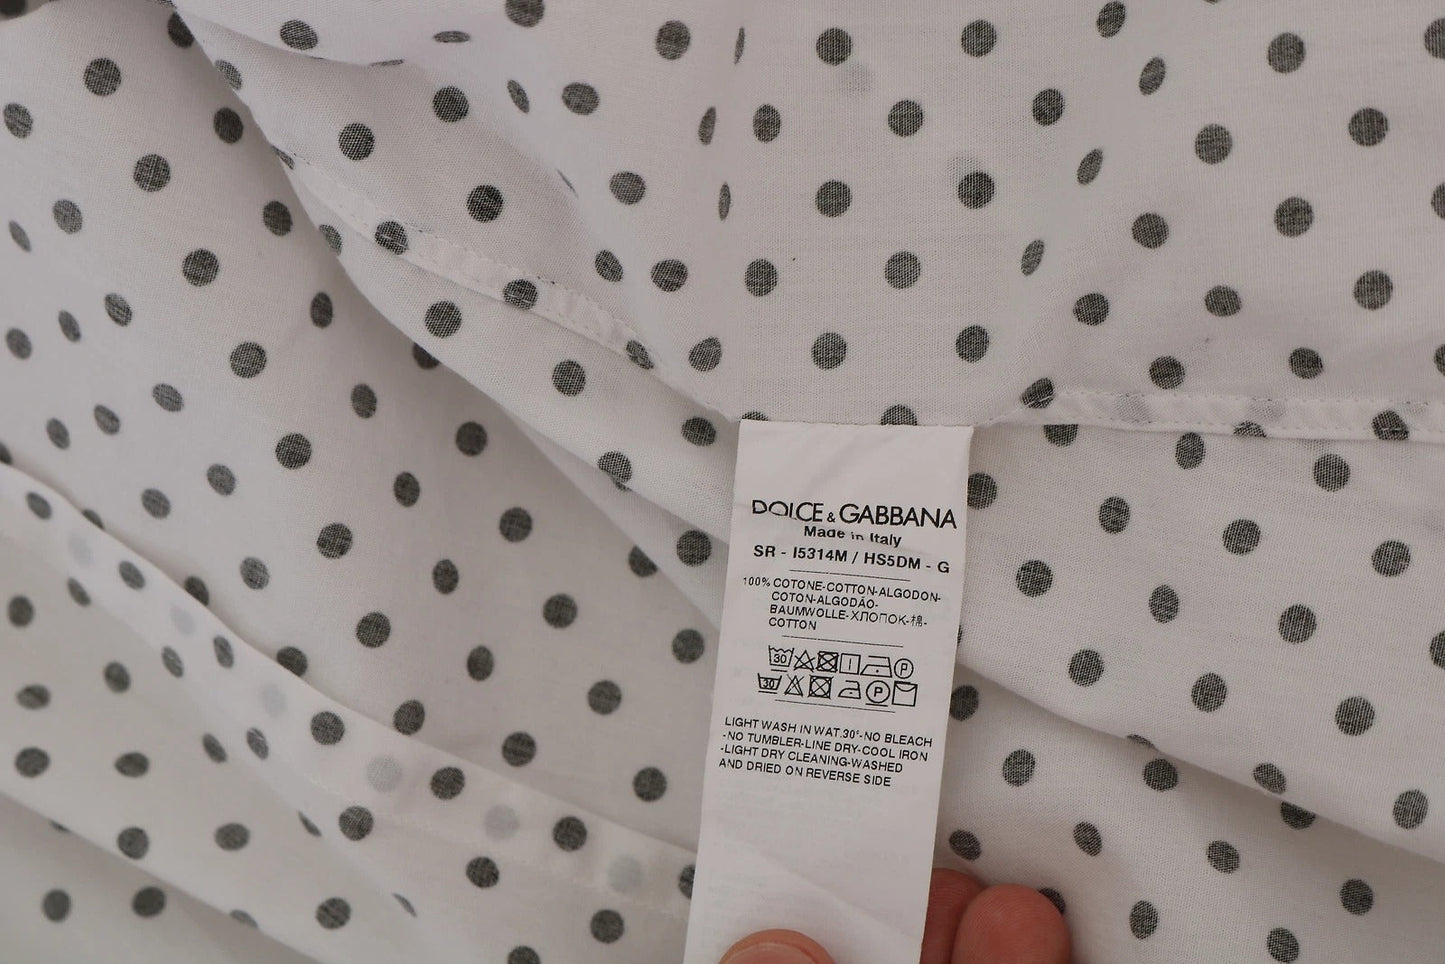 DOLCE & GABBANA
Made in Italy
SR - I5314M / HS5DM - G
100% COTONE-COTTON-ALGODON-
COTON-ALGODÃO-
BAUMWOLLE-ХЛОПОК-棉-
COTTON
30 P
30 P
LIGHT WASH IN WAT.30°-NO BLEACH
-NO TUMBLER-LINE DRY-COOL IRON
-LIGHT DRY CLEANING-WASHED
AND DRIED ON REVERSE SIDE